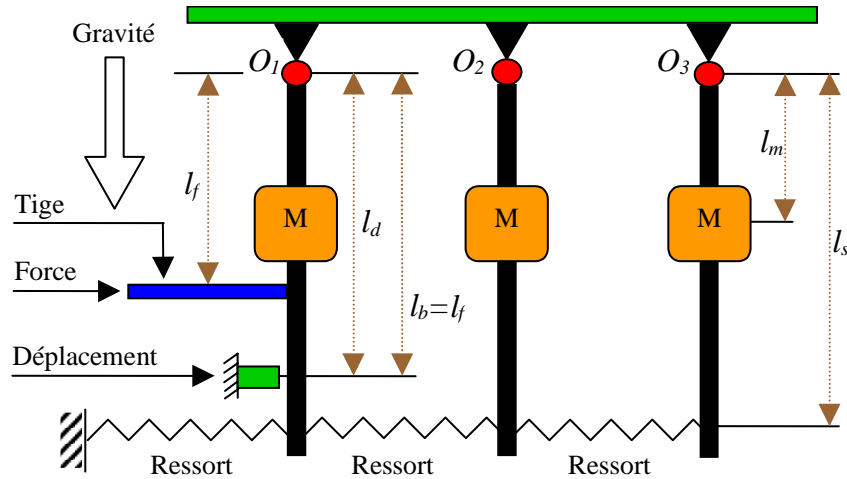 Gravité
O1
O2
O3
lm
lf
Tige
M
M
M
ld
ls
Force
lb=lf
Déplacement
Ressort
Ressort
Ressort